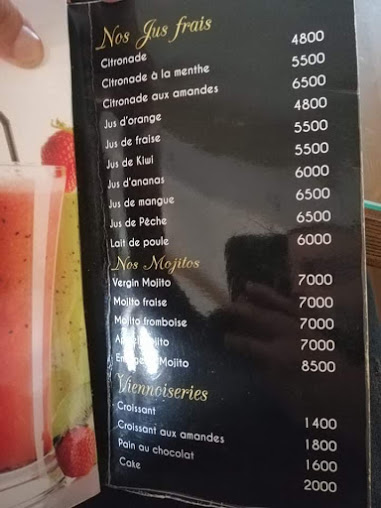 Nos Jus frais
Citronade 4800
Citronade à la menthe 5500
Citronade aux amandes 6500
Jus d'orange 4800
Jus de fraise 5500
Jus de Kiwi 5500
Jus d'ananas 6000
Jus de mangue 6500
Jus de Pêche 6500
Lait de poule 6000
Nos Mojitos
Vergin Mojito 7000
Mojito fraise 7000
Mojito fromboise 7000
Mojito 7000
Mojito 8500
Viennoiseries
Croissant 1400
Croissant aux amandes 1800
Pain au chocolat 1600
Cake 2000